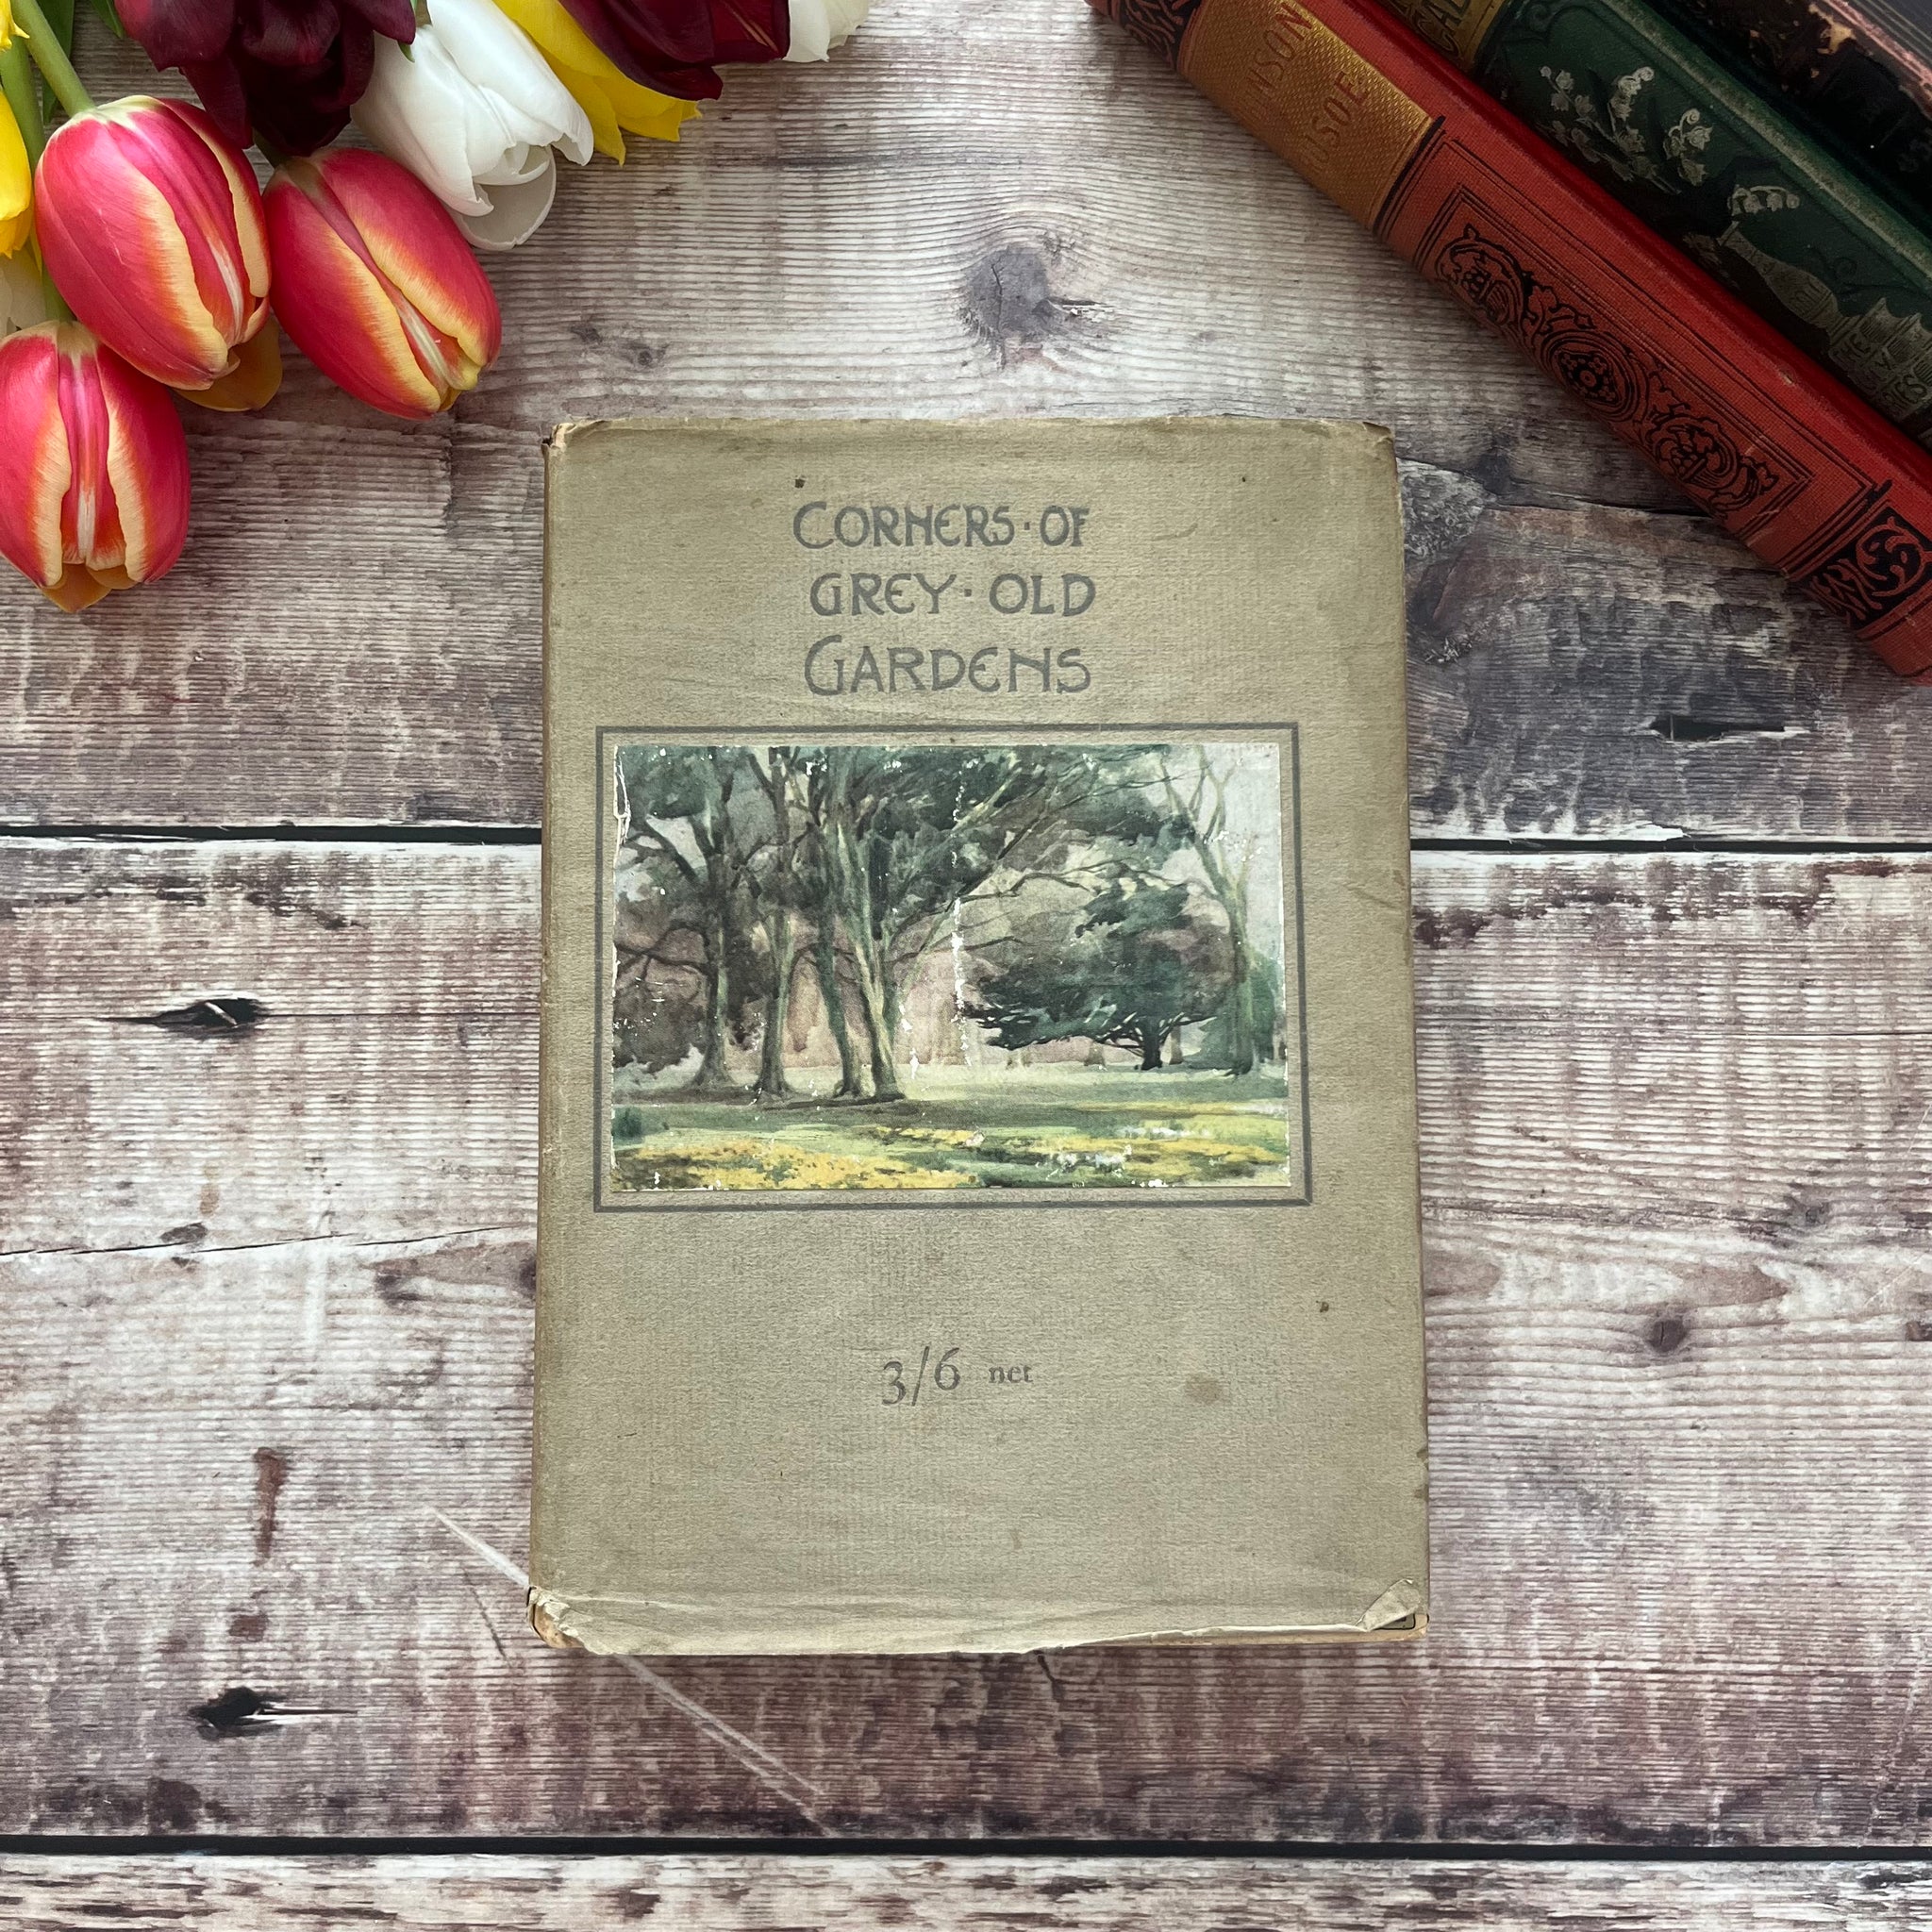 CORNERS · OF
GREY · OLD
GARDENS
3/6 net